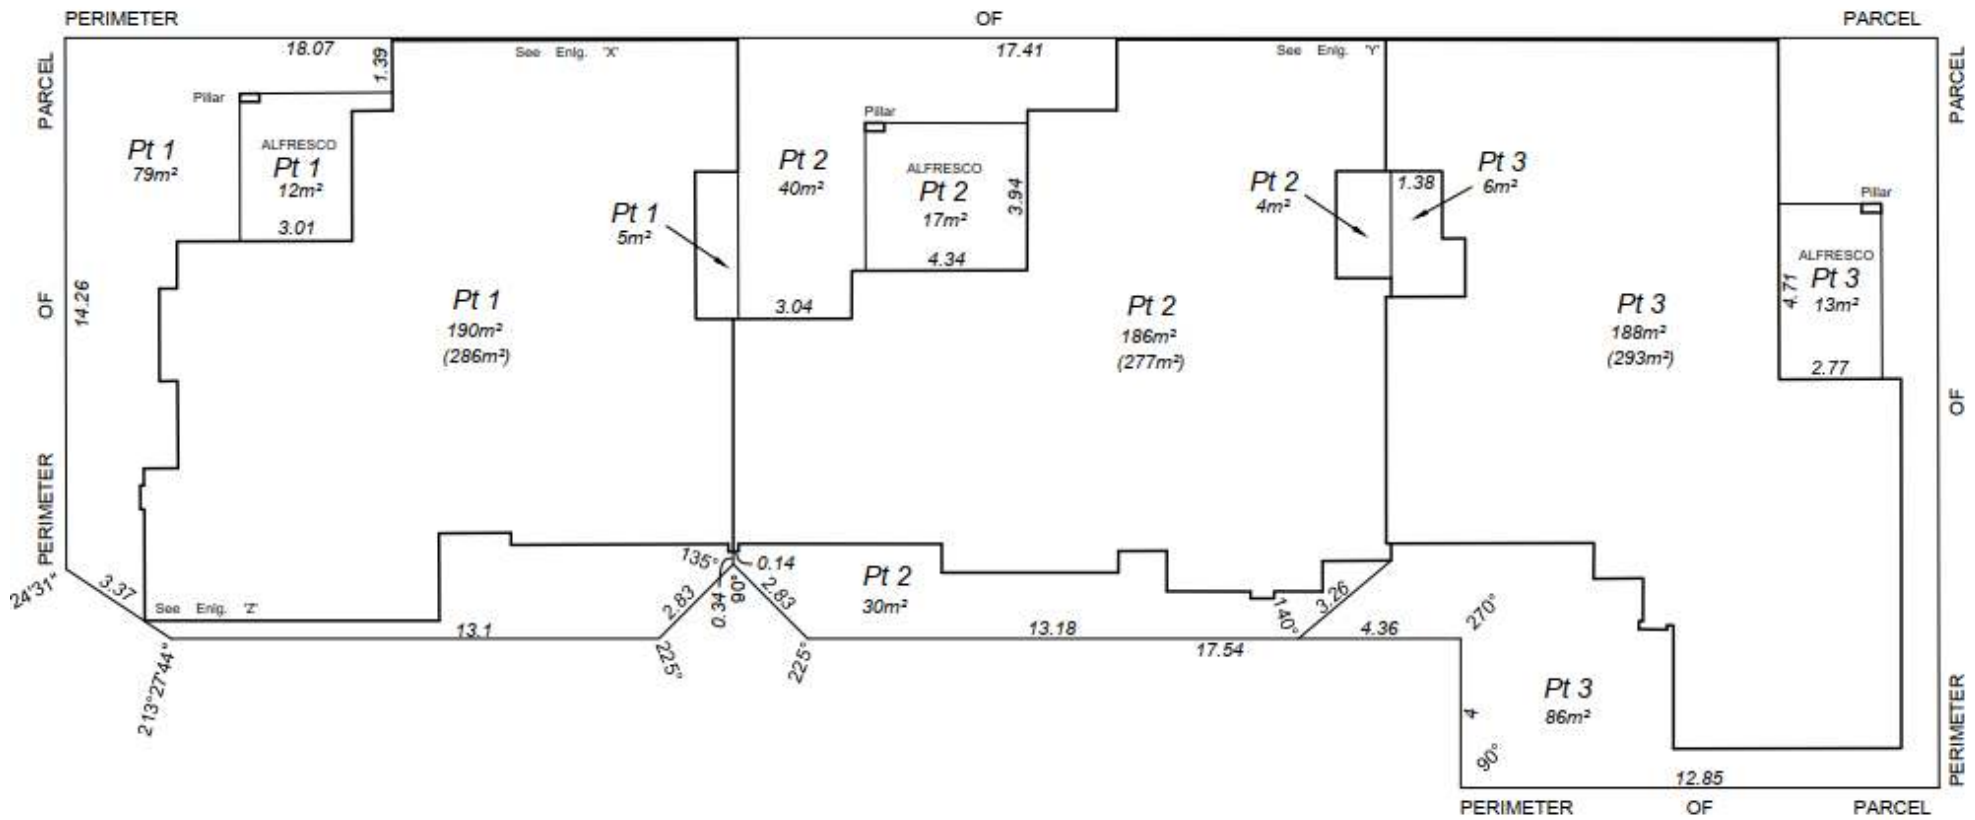 PERIMETER OF PARCEL
18.07
1.39
See Enlg. 'X'
17.41
See Enlg. 'Y'
PARCEL
OF
PERIMETER
PARCEL
OF
PERIMETER
Pillar
ALFRESCO
Pt 1
12m²
3.01
Pt 1
79m²
14.26
Pt 1
190m²
(286m²)
Pt 1
5m²
Pillar
ALFRESCO
Pt 2
17m²
3.94
4.34
Pt 2
40m²
3.04
Pt 2
186m²
(277m²)
Pt 2
4m²
Pt 3
6m²
1.38
Pt 3
188m²
(293m²)
Pillar
ALFRESCO
Pt 3
13m²
4.71
2.77
24'31"
3.37
See Enlg. 'Z'
213°27'44"
13.1
225°
2.83
135°
0.34
90°
0.14
2.83
225°
Pt 2
30m²
13.18
17.54
140°
3.26
4.36
270°
4
90°
Pt 3
86m²
12.85
PERIMETER OF PARCEL